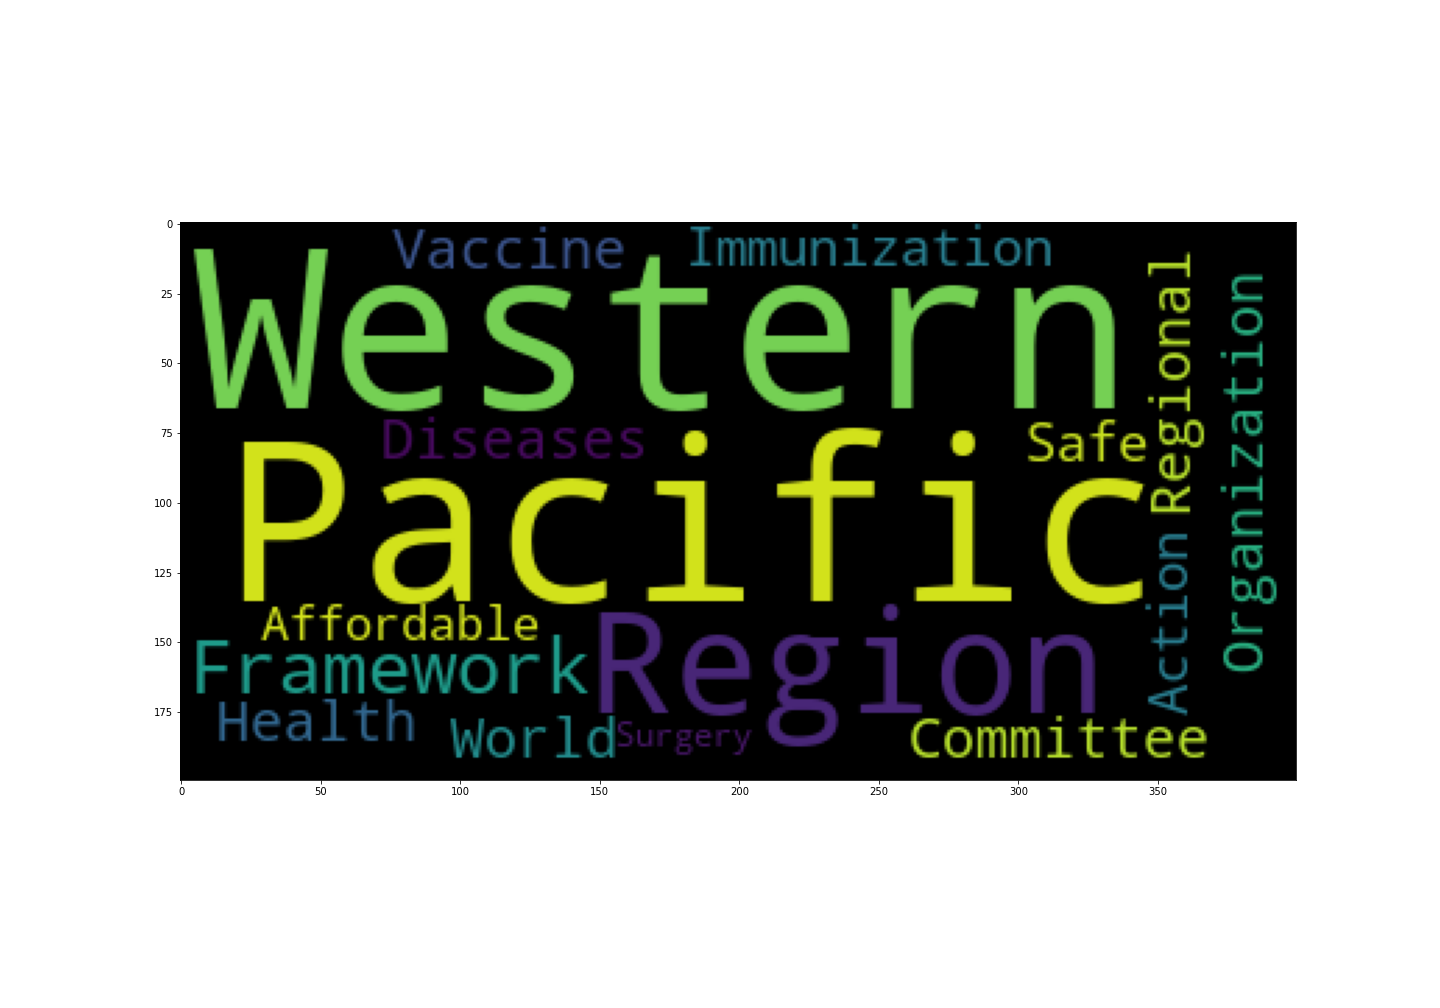 Vaccine Immunization
Western
Diseases
Safe
Pacific
Affordable
Region
Framework
Health
World
Surgery
Committee
Regional
Action
Organization
0
25
50
75
100
125
150
175
0 50 100 150 200 250 300 350